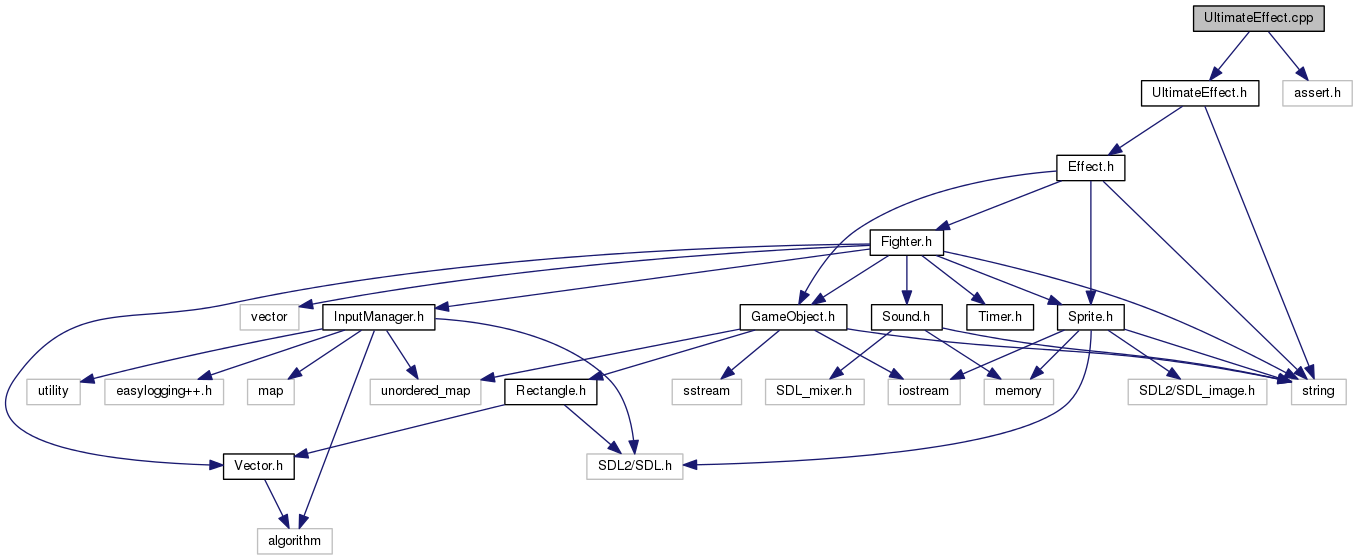 UltimateEffect.cpp
UltimateEffect.h
assert.h
Effect.h
Fighter.h
vector
InputManager.h
GameObject.h
Sound.h
Timer.h
Sprite.h
utility
easylogging++.h
map
unordered_map
Rectangle.h
sstream
SDL_mixer.h
iostream
memory
SDL2/SDL_image.h
string
Vector.h
SDL2/SDL.h
algorithm